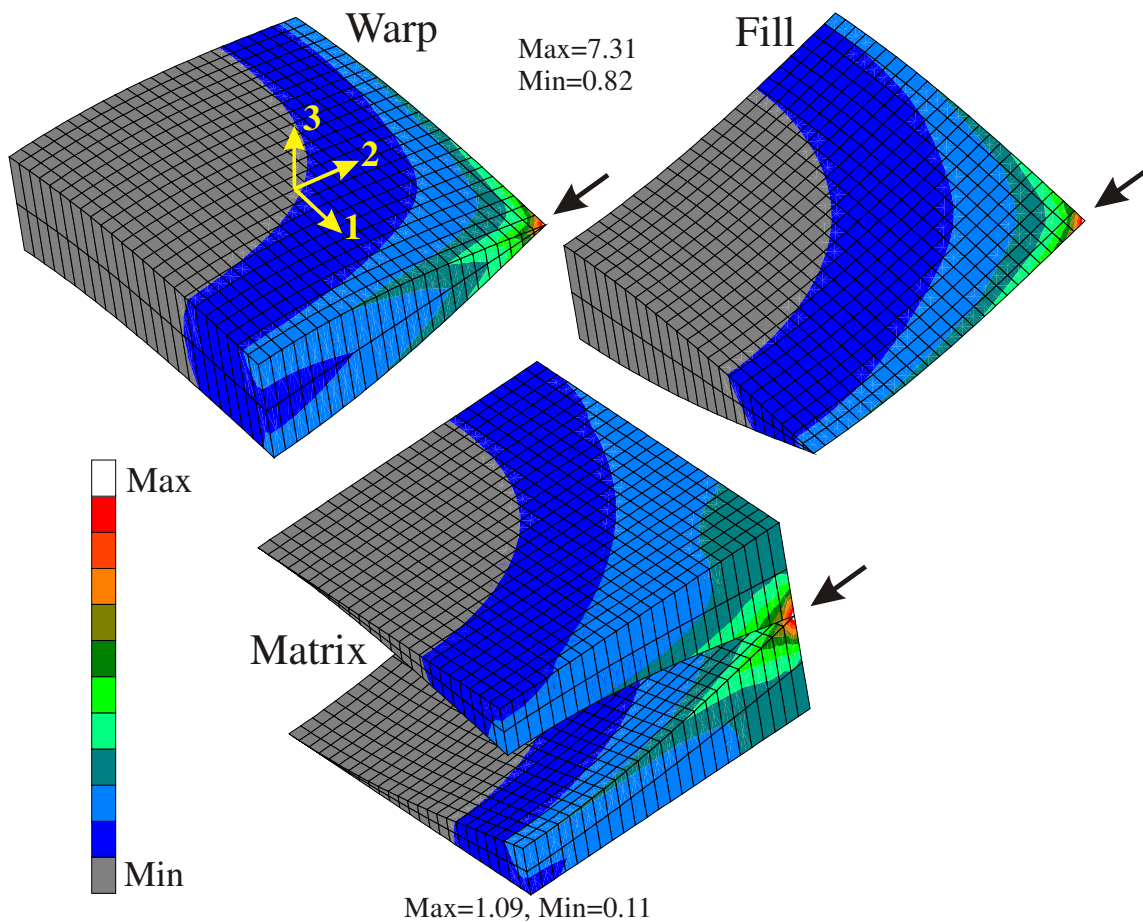 Warp
Fill
Max=7.31
Min=0.82
3
2
1
Max
Matrix
Min
Max=1.09, Min=0.11